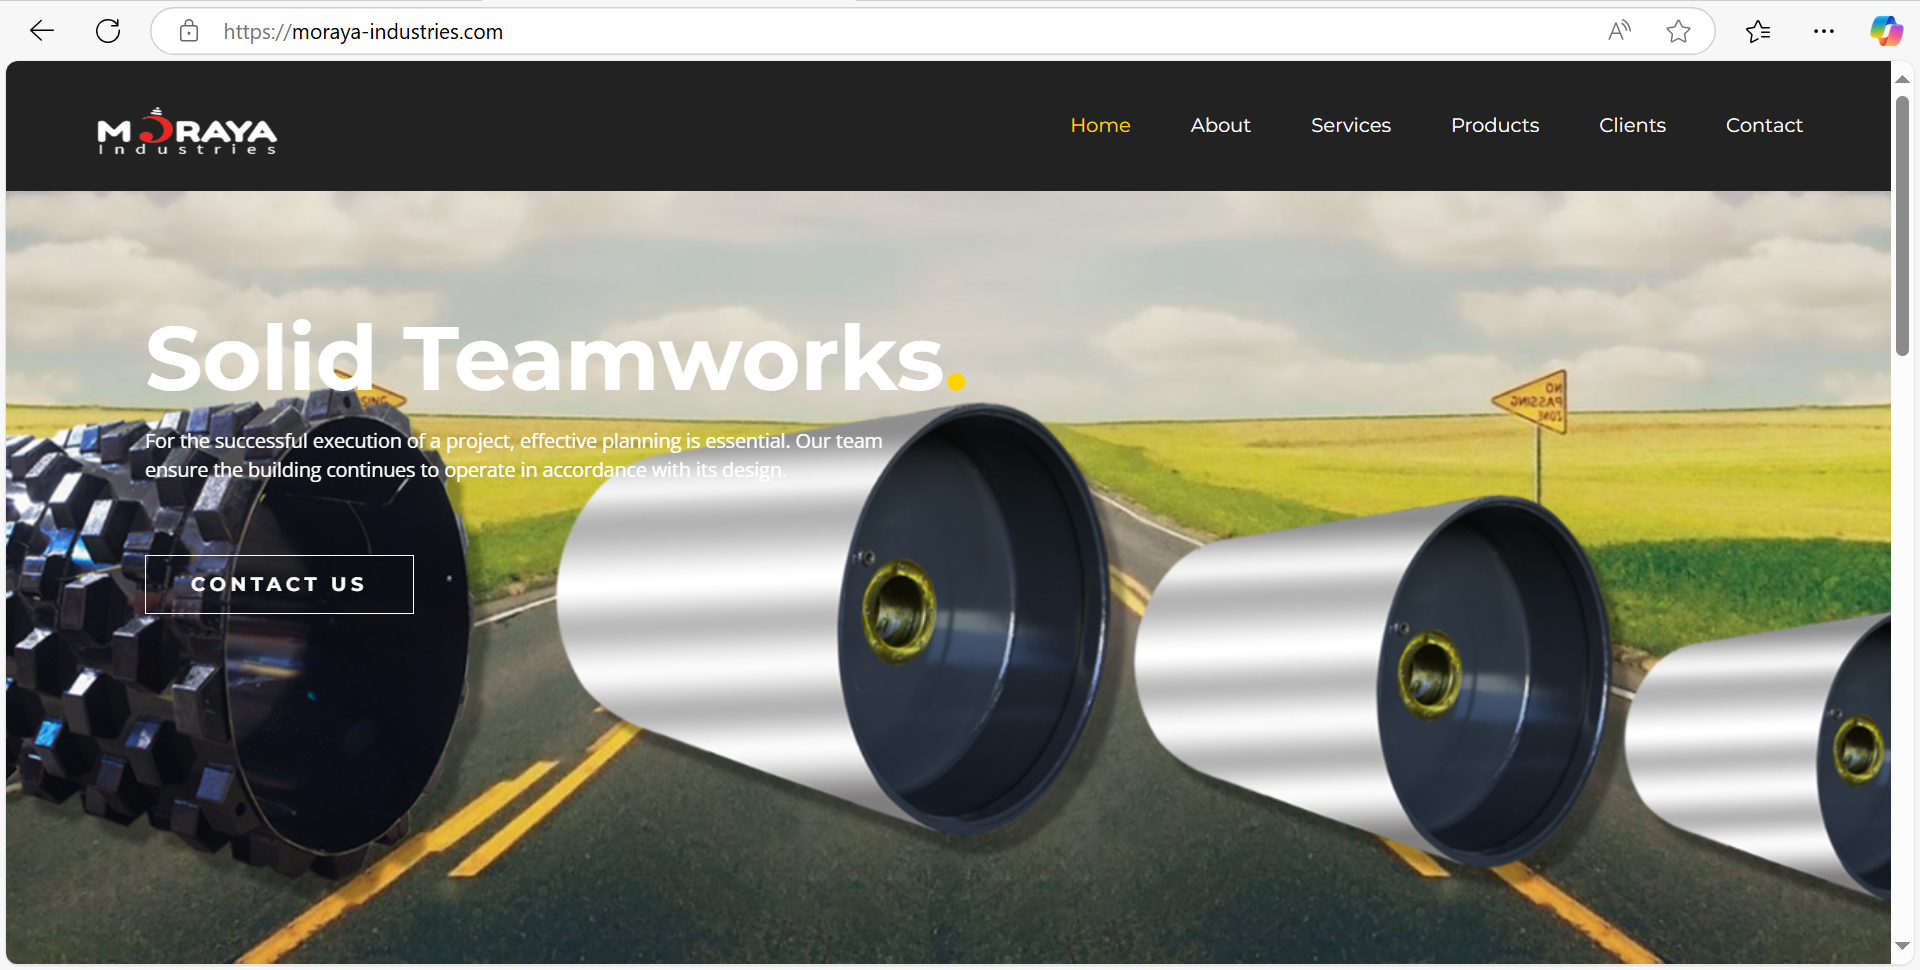 https://moraya-industries.com
MORAYA
Industries
Home About Services Products Clients Contact
Solid Teamworks.
For the successful execution of a project, effective planning is essential. Our team
ensure the building continues to operate in accordance with its design.
CONTACT US
NO
PASSING
ZONE